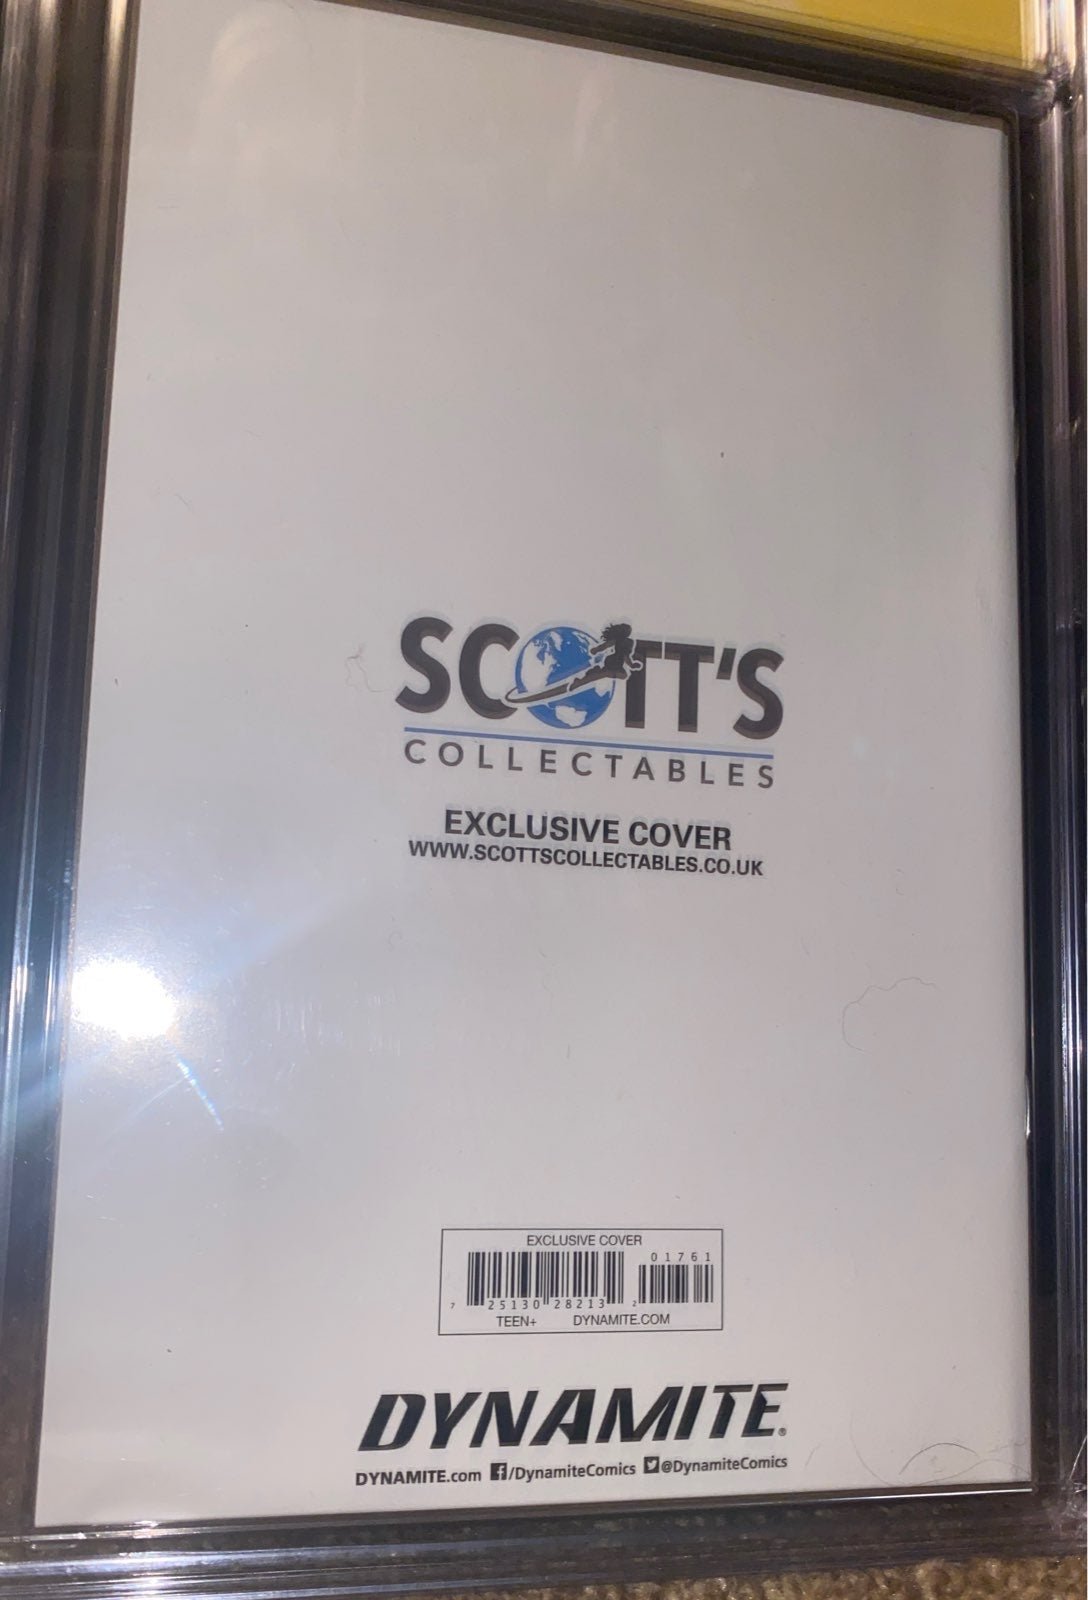 SCOTT'S
COLLECTABLES
EXCLUSIVE COVER
WWW.SCOTTSCOLLECTABLES.CO.UK
EXCLUSIVE COVER
01761
7 25130 28213 2
TEEN+ DYNAMITE.COM
DYNAMITE®
DYNAMITE.com f/DynamiteComics @DynamiteComics